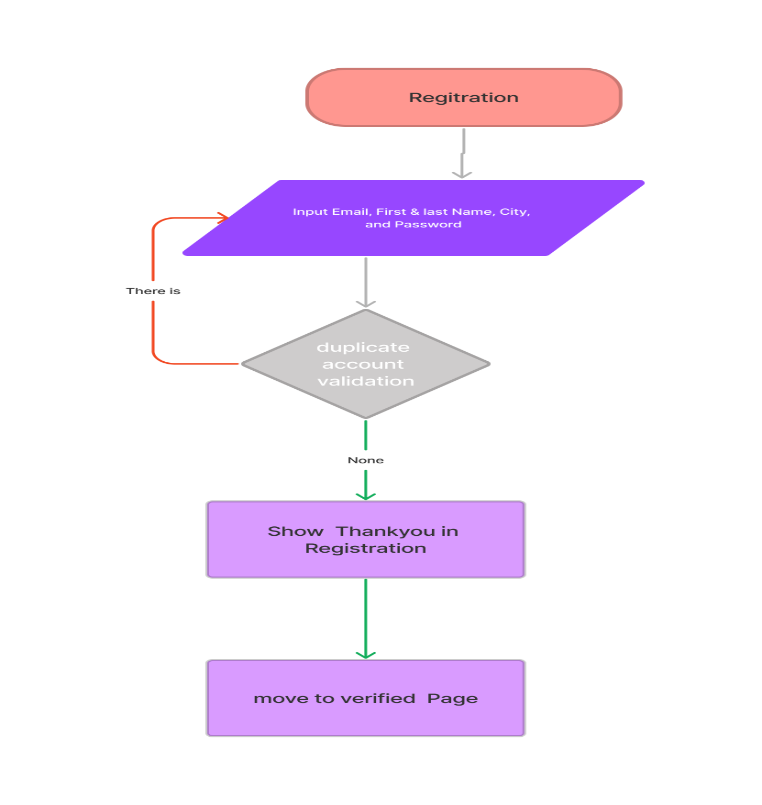 Regitration
Input Email, First & last Name, City,
and Password
There is
duplicate
account
validation
None
Show  Thankyou in
Registration
move to verified  Page